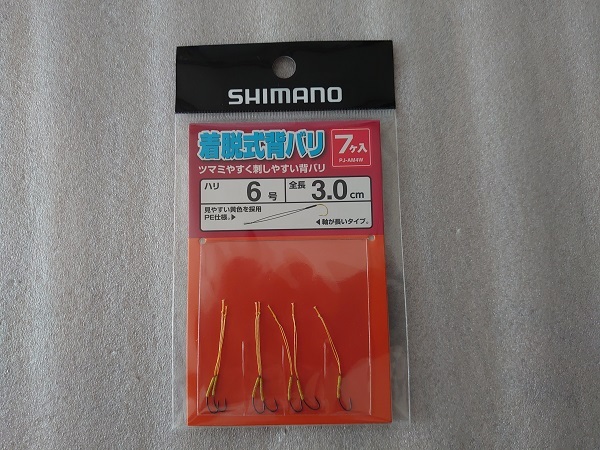 SHIMANO
着脱式背バリ
7ヶ入
ツマミやすく刺しやすい背バリ
ハリ 6号 全長 3.0cm
見やすい黄色を採用
PE仕様。▶
◀軸が長いタイプ。